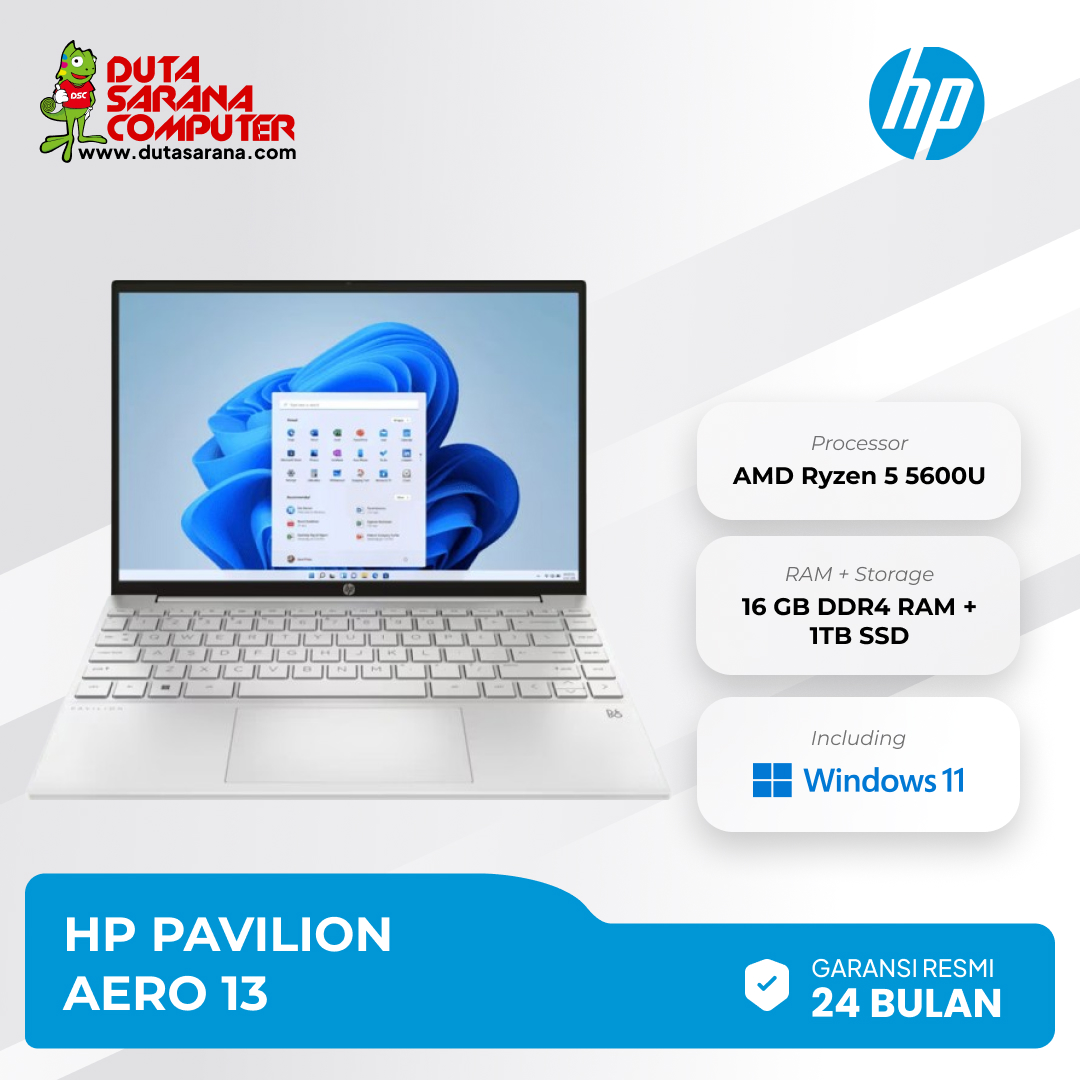 DUTA
SARANA
COMPUTER
DSC
www.dutasarana.com
hp
Processor
AMD Ryzen 5 5600U
RAM + Storage
16 GB DDR4 RAM +
1TB SSD
Including
Windows 11
PAVILION
HP PAVILION
AERO 13
GARANSI RESMI
24 BULAN